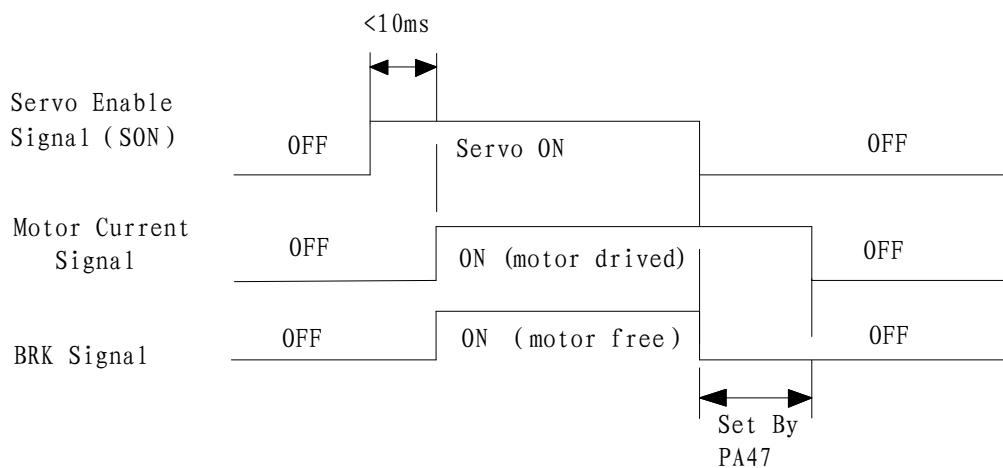 <10ms
Servo Enable
Signal (SON)
OFF
Servo ON
OFF
Motor Current
Signal
OFF
ON (motor drived)
OFF
BRK Signal
OFF
ON (motor free)
OFF
Set By
PA47